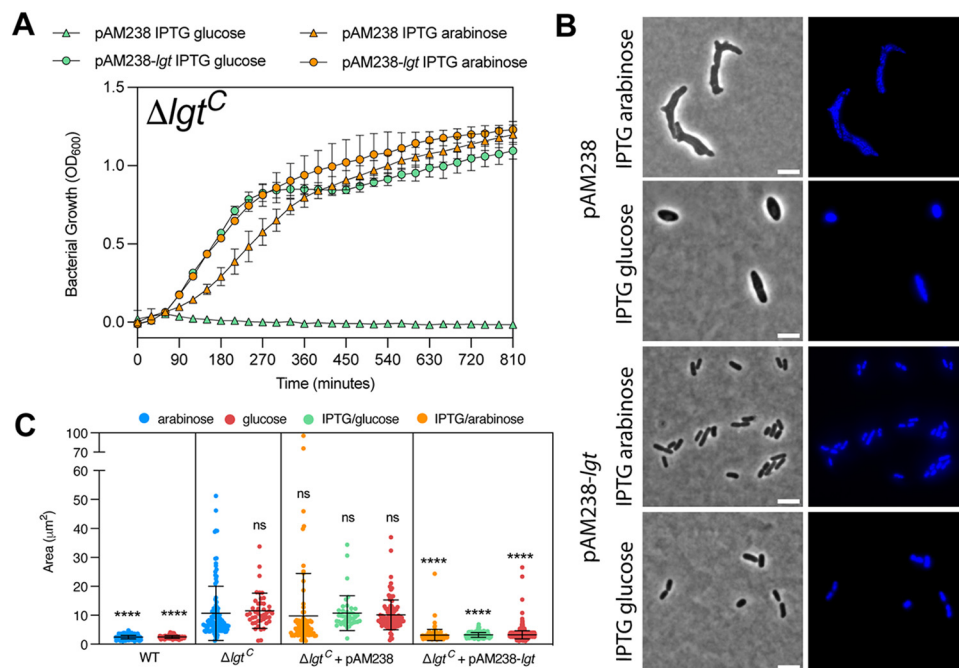 A
pAM238 IPTG glucose
pAM238 IPTG arabinose
pAM238-lgt IPTG glucose
pAM238-lgt IPTG arabinose
ΔlgtC
1.5
1.0
0.5
0.0
Bacterial Growth (OD600)
0 90 180 270 360 450 540 630 720 810
Time (minutes)
B
pAM238
IPTG arabinose
IPTG glucose
pAM238-lgt
IPTG arabinose
IPTG glucose
C
arabinose glucose IPTG/glucose IPTG/arabinose
100
70
60
50
40
30
20
10
0
Area (μm2)
**** **** ns ns ns ns **** **** ****
WT ΔlgtC ΔlgtC + pAM238 ΔlgtC + pAM238-lgt